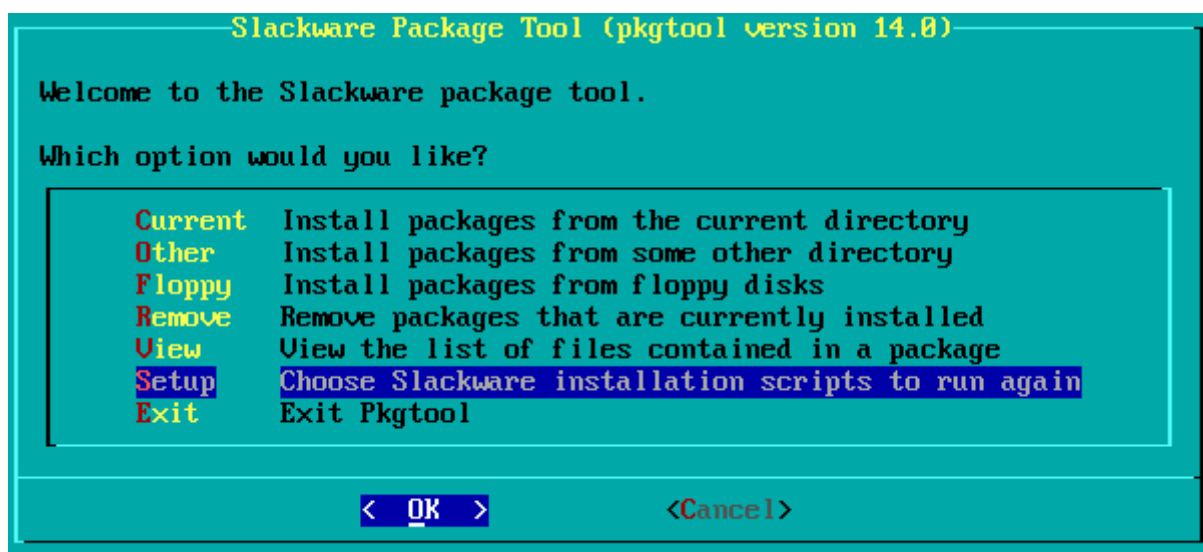 Slackware Package Tool (pkgtool version 14.0)
Welcome to the Slackware package tool.
Which option would you like?
Current Install packages from the current directory
Other Install packages from some other directory
Floppy Install packages from floppy disks
Remove Remove packages that are currently installed
View View the list of files contained in a package
Setup Choose Slackware installation scripts to run again
Exit Exit Pkgtool
< OK > <Cancel>